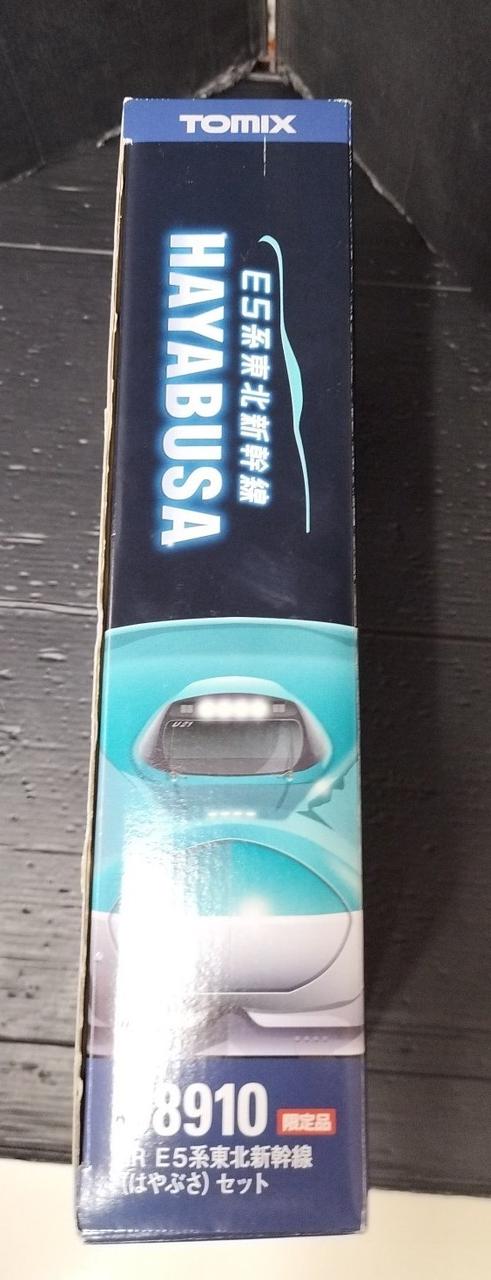 TOMIX
E5系東北新幹線
HAYABUSA
U21
8910 限定品
R E5系東北新幹線
(はやぶさ) セット